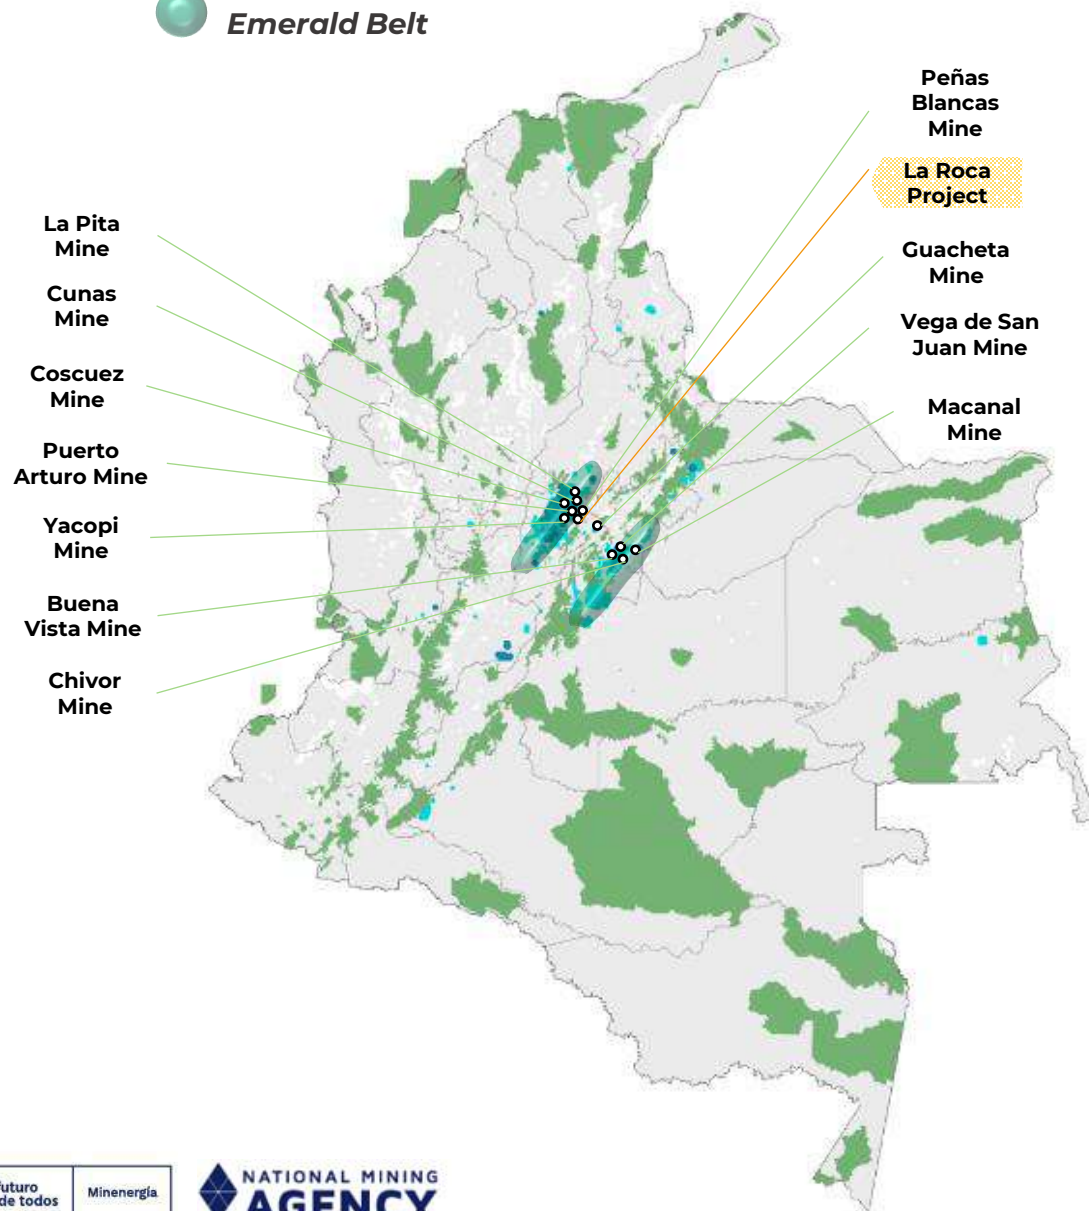 Emerald Belt
Peñas
Blancas
Mine
La Roca
Project
La Pita
Mine
Guacheta
Mine
Cunas
Mine
Vega de San
Juan Mine
Coscuez
Mine
Macanal
Mine
Puerto
Arturo Mine
Yacopi
Mine
Buena
Vista Mine
Chivor
Mine
futuro
de todos
Minenergía
NATIONAL MINING
AGENCY